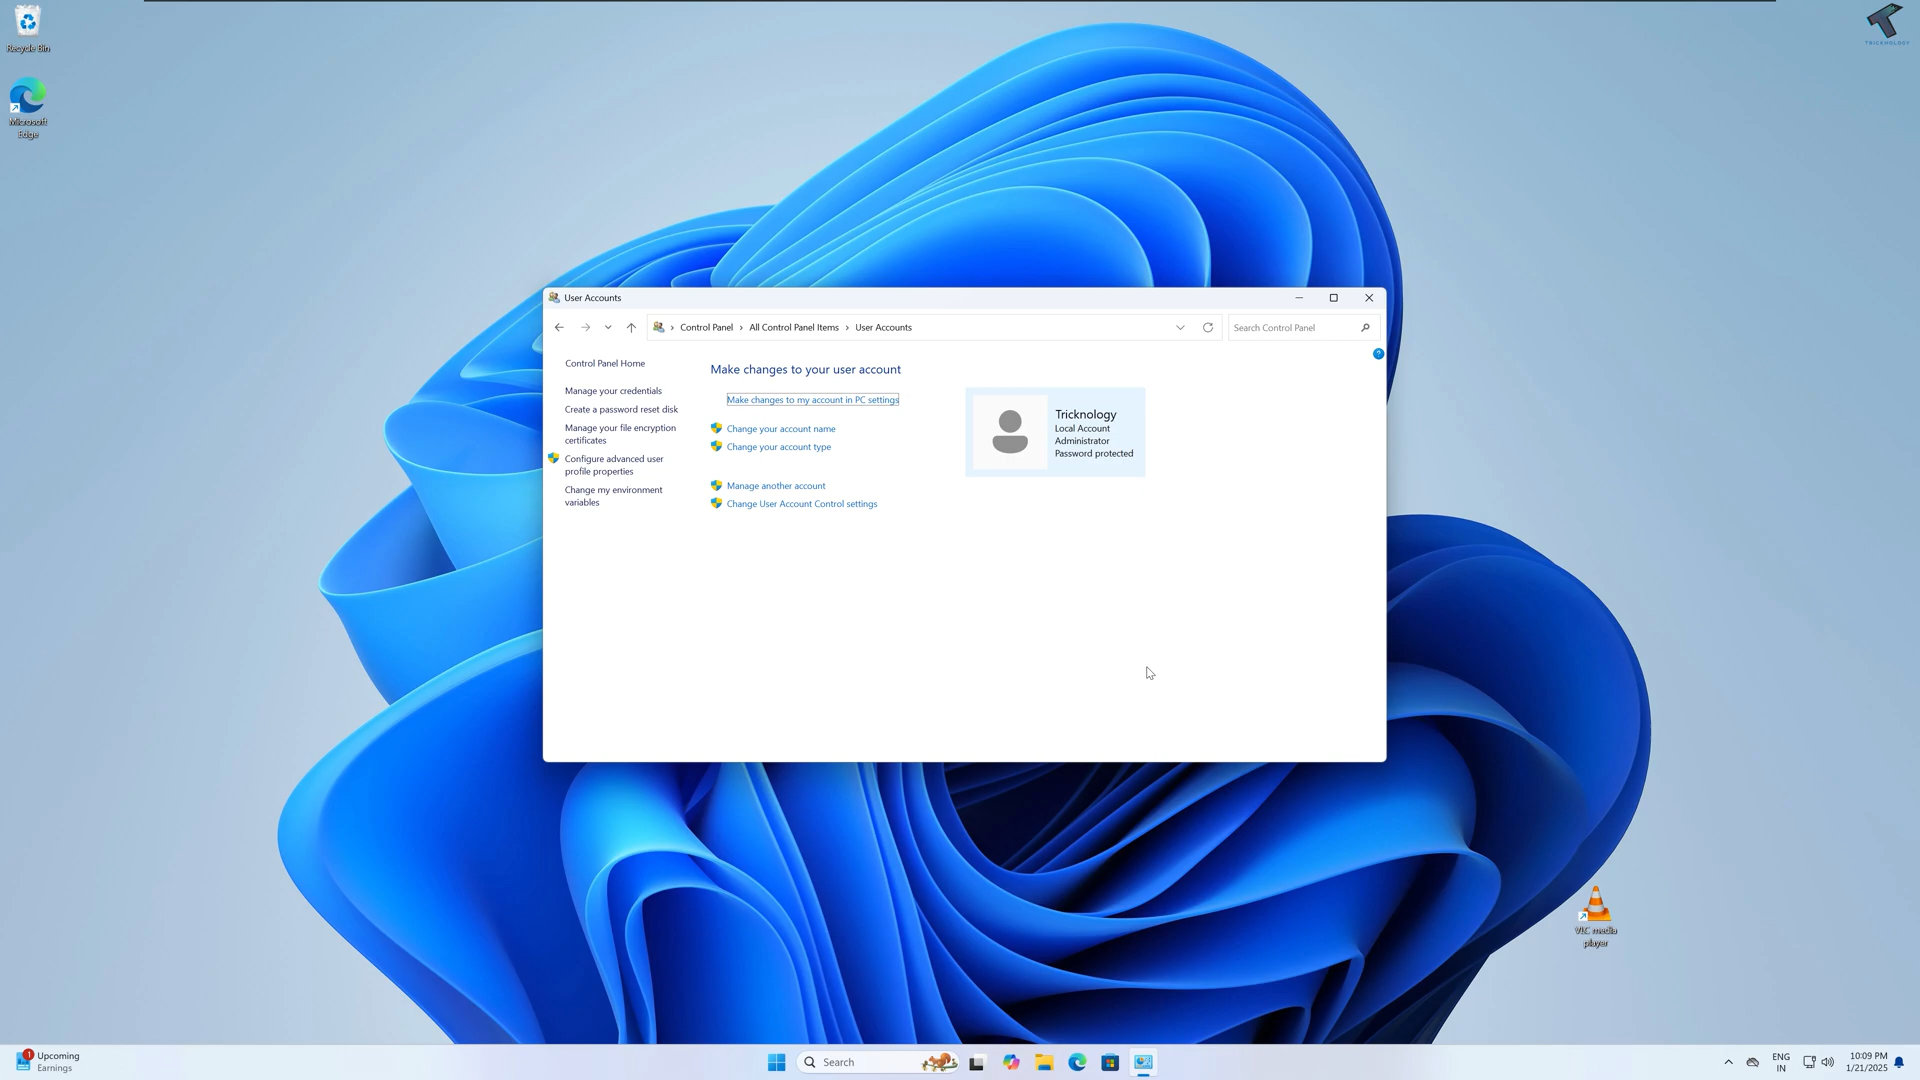 Recycle Bin
Microsoft
Edge
TRICKNOLOGY
User Accounts
Control Panel
All Control Panel Items
User Accounts
Search Control Panel
?
Control Panel Home
Manage your credentials
Create a password reset disk
Manage your file encryption
certificates
Configure advanced user
profile properties
Change my environment
variables
Make changes to your user account
Make changes to my account in PC settings
Change your account name
Change your account type
Manage another account
Change User Account Control settings
Tricknology
Local Account
Administrator
Password protected
VLC media
player
1
Upcoming
Earnings
Search
ENG
IN
10:09 PM
1/21/2025